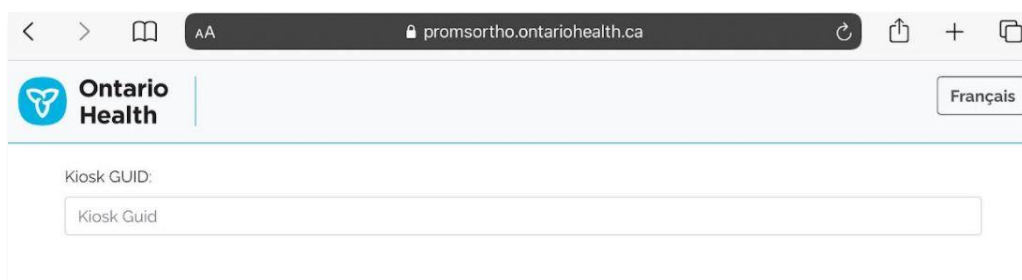 AA
promsortho.ontariohealth.ca
Ontario
Health
Français
Kiosk GUID:
Kiosk Guid